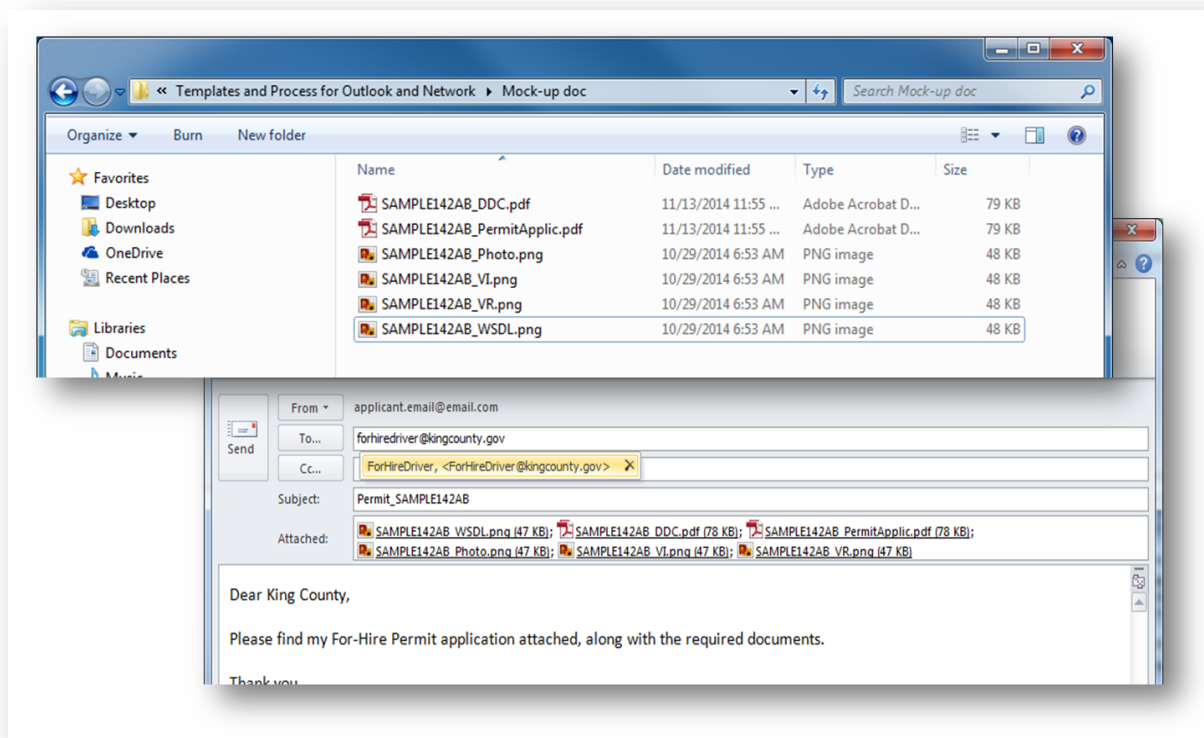 « Templates and Process for Outlook and Network ▸ Mock-up doc
Search Mock-up doc
Organize ▾ Burn New folder
Name Date modified Type Size
Favorites
Desktop
Downloads
OneDrive
Recent Places
Libraries
Documents
Music
SAMPLE142AB_DDC.pdf 11/13/2014 11:55 ... Adobe Acrobat D... 79 KB
SAMPLE142AB_PermitApplic.pdf 11/13/2014 11:55 ... Adobe Acrobat D... 79 KB
SAMPLE142AB_Photo.png 10/29/2014 6:53 AM PNG image 48 KB
SAMPLE142AB_VI.png 10/29/2014 6:53 AM PNG image 48 KB
SAMPLE142AB_VR.png 10/29/2014 6:53 AM PNG image 48 KB
SAMPLE142AB_WSDL.png 10/29/2014 6:53 AM PNG image 48 KB
Send
From ▾ applicant.email@email.com
To... forhiredriver@kingcounty.gov
Cc... ForHireDriver, <ForHireDriver@kingcounty.gov> X
Subject: Permit_SAMPLE142AB
Attached: SAMPLE142AB_WSDL.png (47 KB); SAMPLE142AB_DDC.pdf (78 KB); SAMPLE142AB_PermitApplic.pdf (78 KB);
SAMPLE142AB_Photo.png (47 KB); SAMPLE142AB_VI.png (47 KB); SAMPLE142AB_VR.png (47 KB)
Dear King County,
Please find my For-Hire Permit application attached, along with the required documents.
Thank you